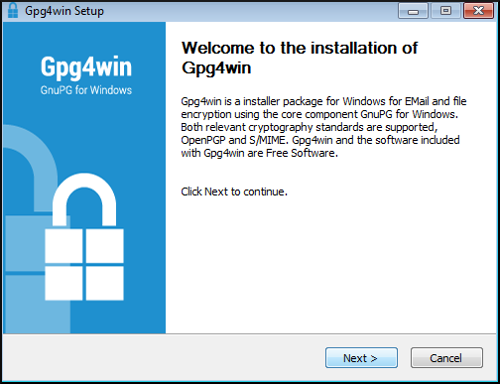 Gpg4win Setup
Gpg4win
GnuPG for Windows
Welcome to the installation of
Gpg4win
Gpg4win is a installer package for Windows for EMail and file
encryption using the core component GnuPG for Windows.
Both relevant cryptography standards are supported,
OpenPGP and S/MIME. Gpg4win and the software included
with Gpg4win are Free Software.
Click Next to continue.
Next >
Cancel